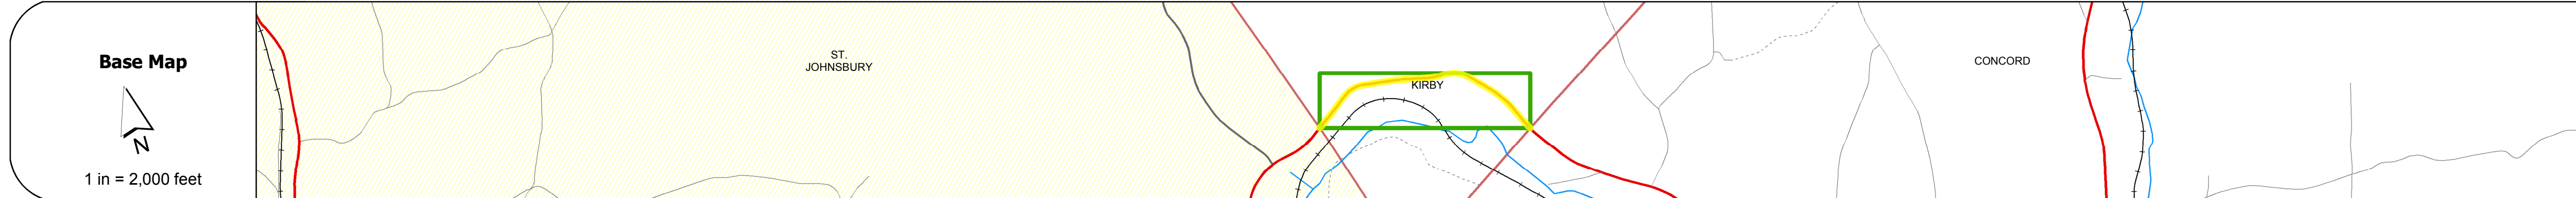 Base Map
N
1 in = 2,000 feet
ST.
JOHNSBURY
KIRBY
CONCORD